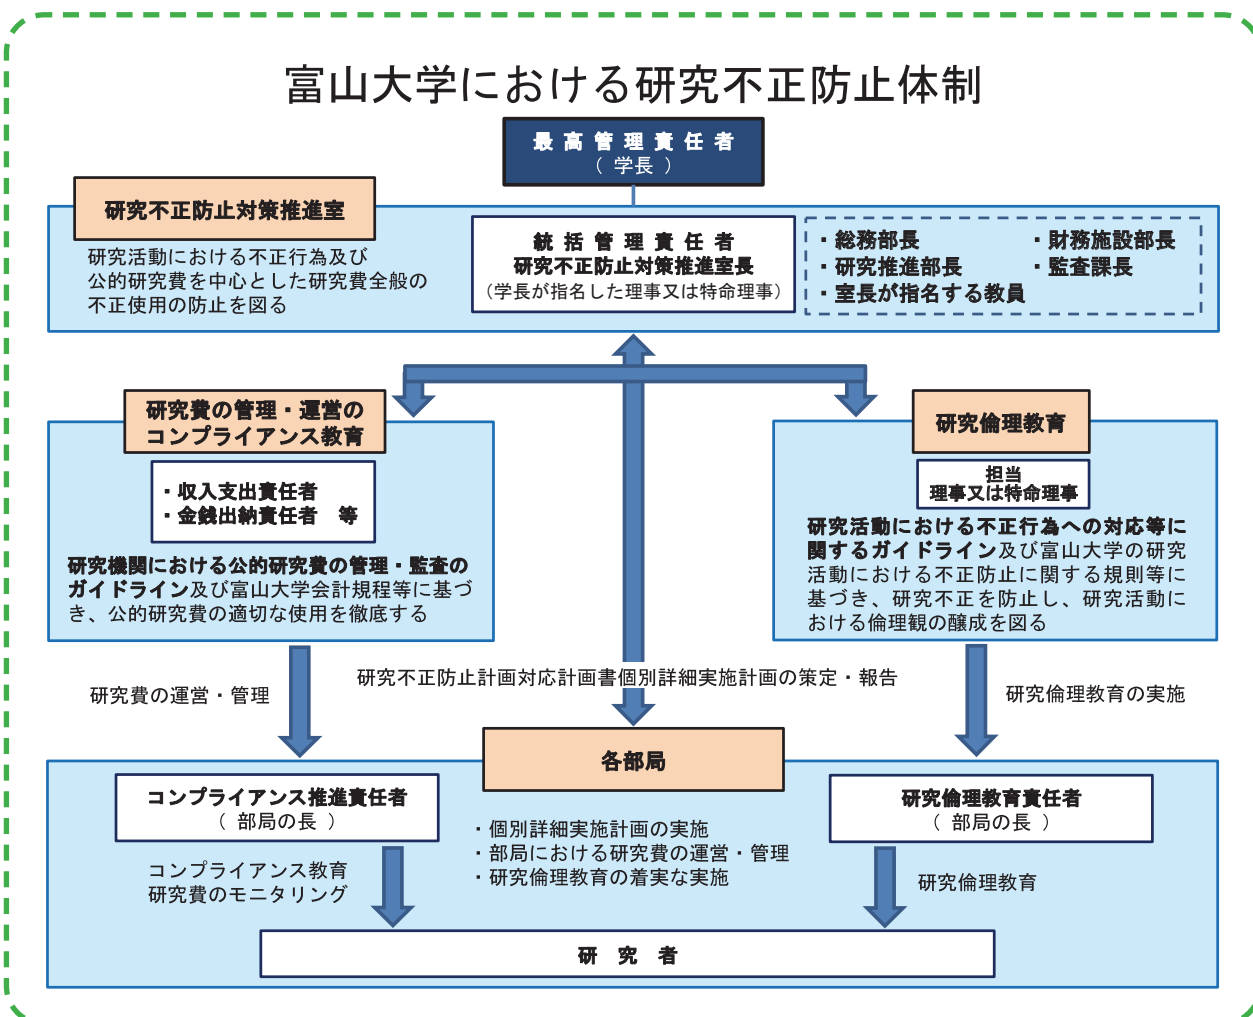 富山大学における研究不正防止体制
最高管理責任者
（ 学長 ）
研究不正防止対策推進室
研究活動における不正行為及び
公的研究費を中心とした研究費全般の
不正使用の防止を図る
統括管理責任者
研究不正防止対策推進室長
（学長が指名した理事又は特命理事）
・総務部長
・財務施設部長
・研究推進部長
・監査課長
・室長が指名する教員
研究費の管理・運営の
コンプライアンス教育
・収入支出責任者
・金銭出納責任者　等
研究機関における公的研究費の管理・監査の
ガイドライン及び富山大学会計規程等に基づ
き、公的研究費の適切な使用を徹底する
研究倫理教育
担当
理事又は特命理事
研究活動における不正行為への対応等に
関するガイドライン及び富山大学の研究
活動における不正防止に関する規則等に
基づき、研究不正を防止し、研究活動に
おける倫理観の醸成を図る
研究費の運営・管理
研究不正防止計画対応計画書個別詳細実施計画の策定・報告
研究倫理教育の実施
各部局
コンプライアンス推進責任者
（ 部局の長 ）
コンプライアンス教育
研究費のモニタリング
・個別詳細実施計画の実施
・部局における研究費の運営・管理
・研究倫理教育の着実な実施
研究倫理教育責任者
（ 部局の長 ）
研究倫理教育
研　究　者